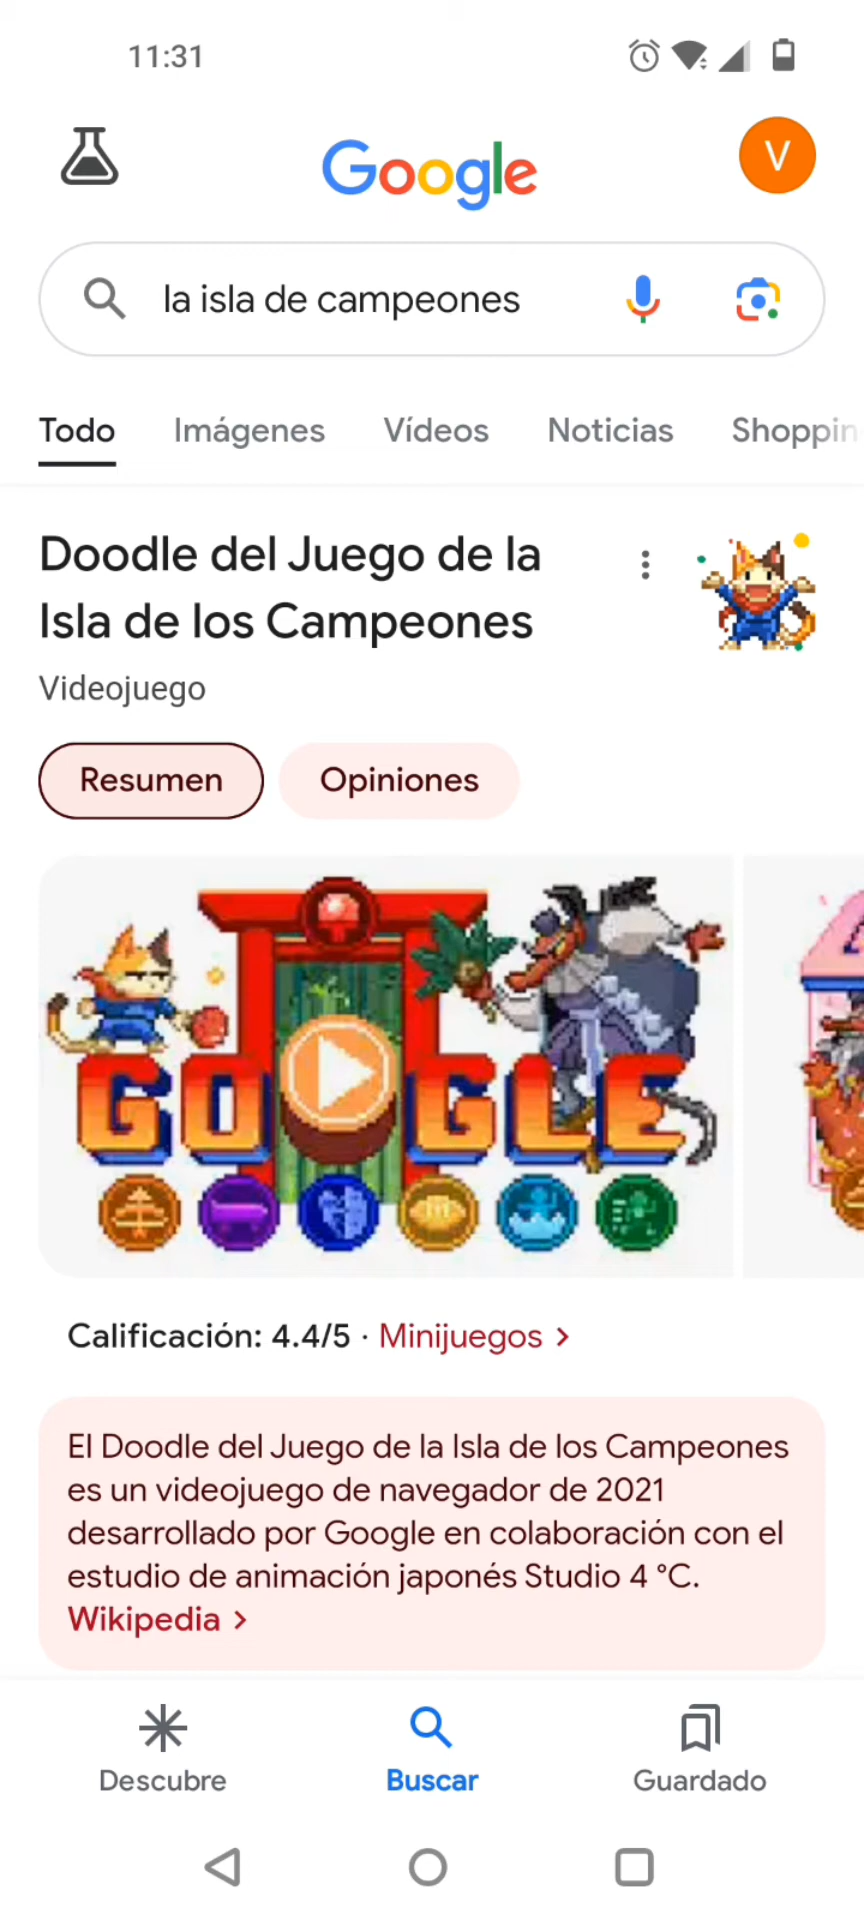 11:31
Google
V
la isla de campeones
Todo Imágenes Vídeos Noticias Shoppin
Doodle del Juego de la
Isla de los Campeones
Videojuego
Resumen Opiniones
GOOGLE
Calificación: 4.4/5 · Minijuegos >
El Doodle del Juego de la Isla de los Campeones
es un videojuego de navegador de 2021
desarrollado por Google en colaboración con el
estudio de animación japonés Studio 4 °C.
Wikipedia >
Descubre Buscar Guardado